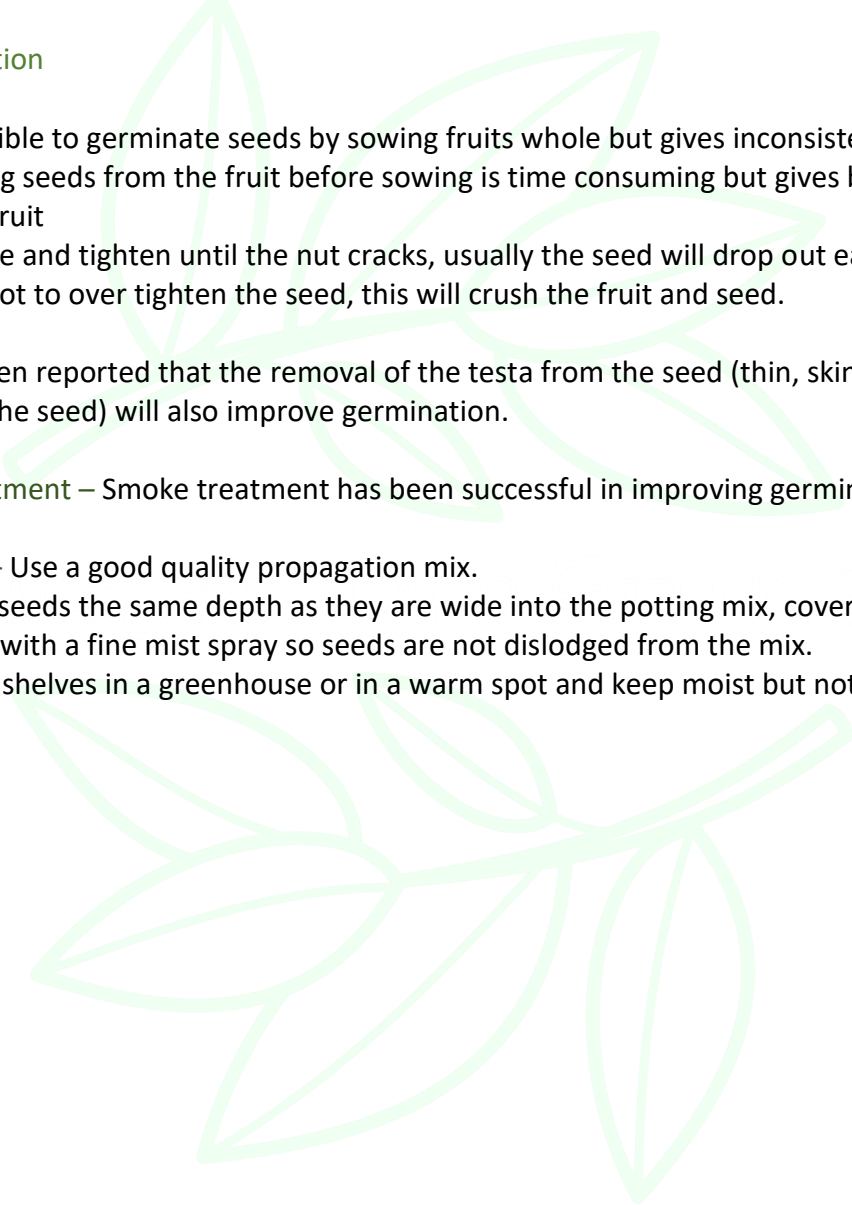 tion
ible to germinate seeds by sowing fruits whole but gives inconsiste
g seeds from the fruit before sowing is time consuming but gives b
ruit
e and tighten until the nut cracks, usually the seed will drop out ea
ot to over tighten the seed, this will crush the fruit and seed.
en reported that the removal of the testa from the seed (thin, skin
he seed) will also improve germination.
tment – Smoke treatment has been successful in improving germin
– Use a good quality propagation mix.
seeds the same depth as they are wide into the potting mix, cover
with a fine mist spray so seeds are not dislodged from the mix.
shelves in a greenhouse or in a warm spot and keep moist but not